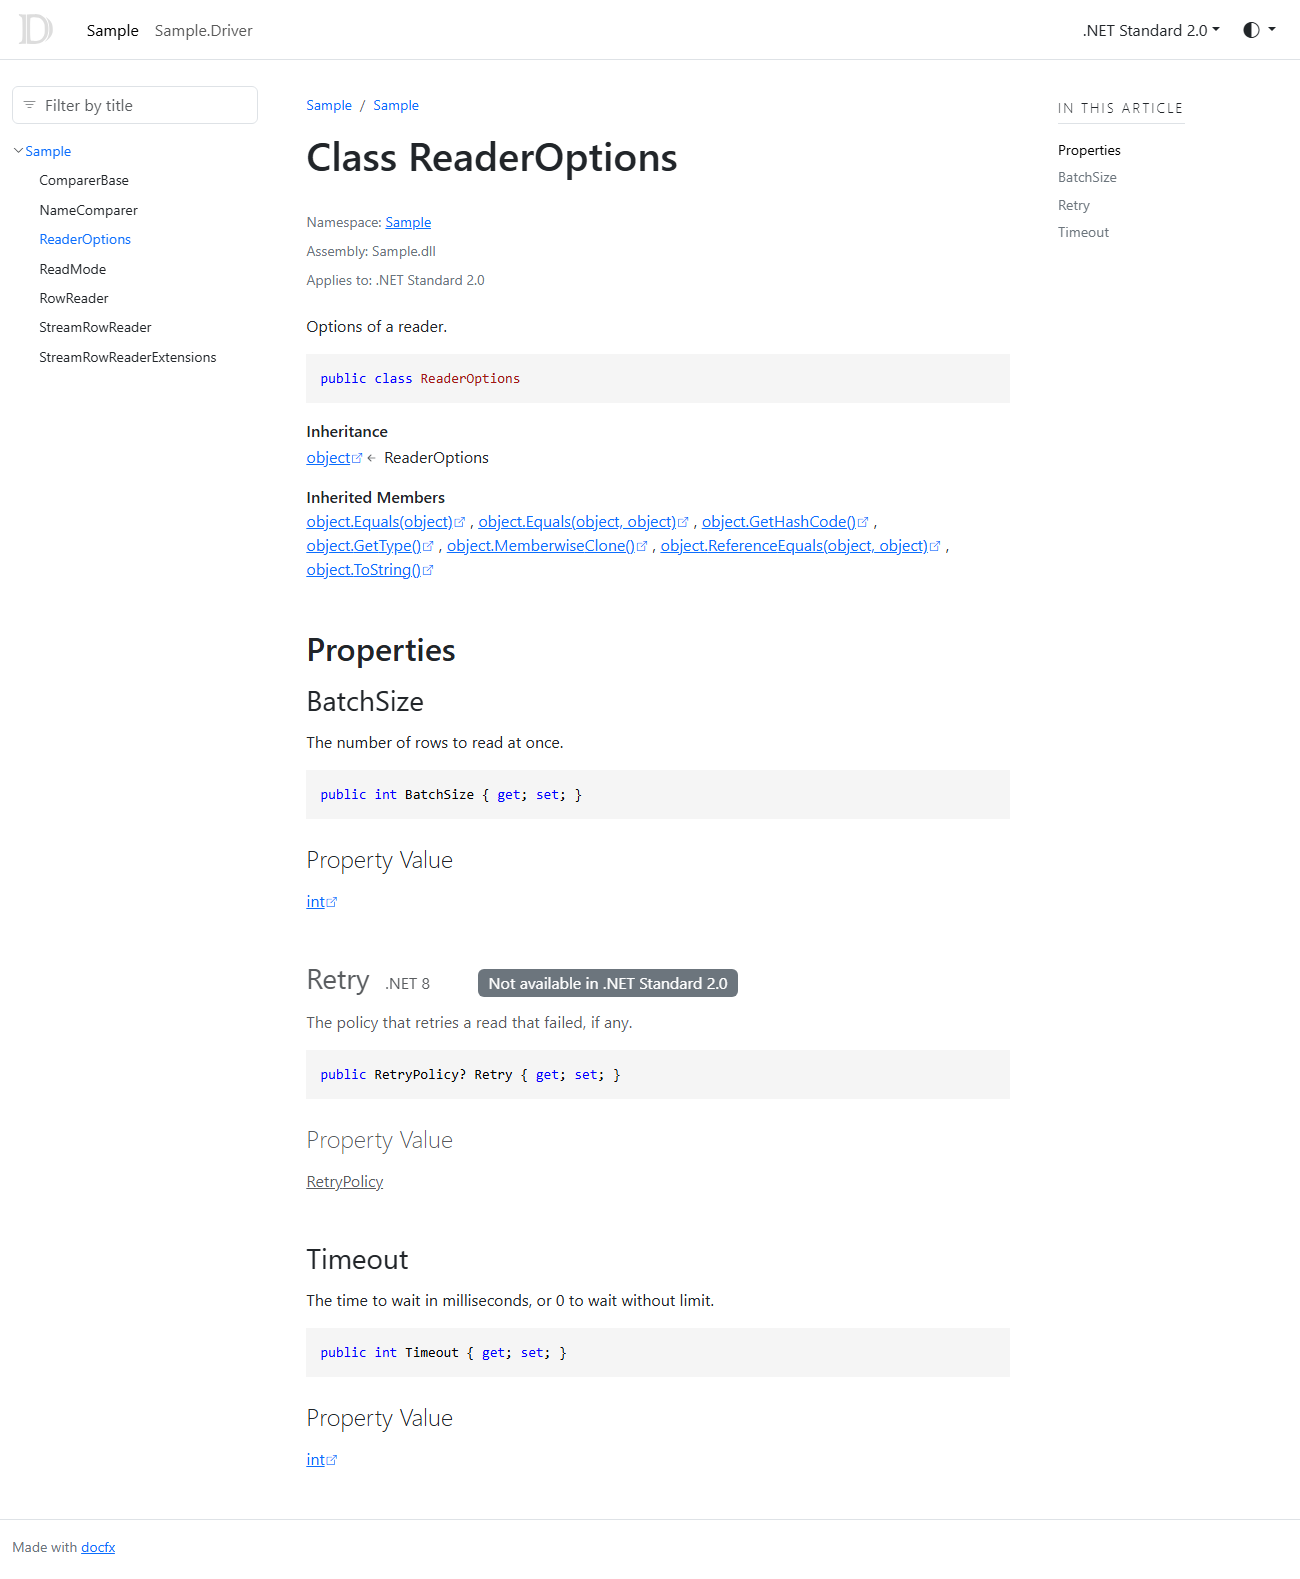 D
Sample
Sample.Driver
.NET Standard 2.0
Filter by title
Sample
ComparerBase
NameComparer
ReaderOptions
ReadMode
RowReader
StreamRowReader
StreamRowReaderExtensions
Sample / Sample
Class ReaderOptions
Namespace: Sample
Assembly: Sample.dll
Applies to: .NET Standard 2.0
Options of a reader.
public class ReaderOptions
Inheritance
object ← ReaderOptions
Inherited Members
object.Equals(object) , object.Equals(object, object) , object.GetHashCode() ,
object.GetType() , object.MemberwiseClone() , object.ReferenceEquals(object, object) ,
object.ToString()
Properties
BatchSize
The number of rows to read at once.
public int BatchSize { get; set; }
Property Value
int
Retry .NET 8 Not available in .NET Standard 2.0
The policy that retries a read that failed, if any.
public RetryPolicy? Retry { get; set; }
Property Value
RetryPolicy
Timeout
The time to wait in milliseconds, or 0 to wait without limit.
public int Timeout { get; set; }
Property Value
int
IN THIS ARTICLE
Properties
BatchSize
Retry
Timeout
Made with docfx